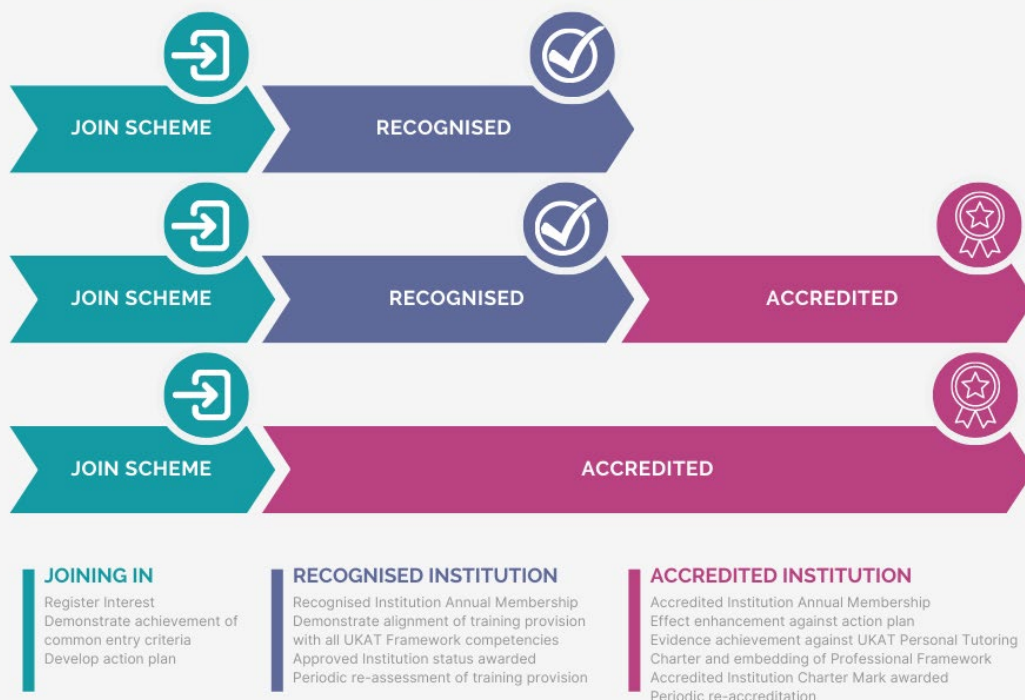 JOIN SCHEME
RECOGNISED
JOIN SCHEME
RECOGNISED
ACCREDITED
JOIN SCHEME
ACCREDITED
JOINING IN
Register Interest
Demonstrate achievement of
common entry criteria
Develop action plan
RECOGNISED INSTITUTION
Recognised Institution Annual Membership
Demonstrate alignment of training provision
with all UKAT Framework competencies
Approved Institution status awarded
Periodic re-assessment of training provision
ACCREDITED INSTITUTION
Accredited Institution Annual Membership
Effect enhancement against action plan
Evidence achievement against UKAT Personal Tutoring
Charter and embedding of Professional Framework
Accredited Institution Charter Mark awarded
Periodic re-accreditation